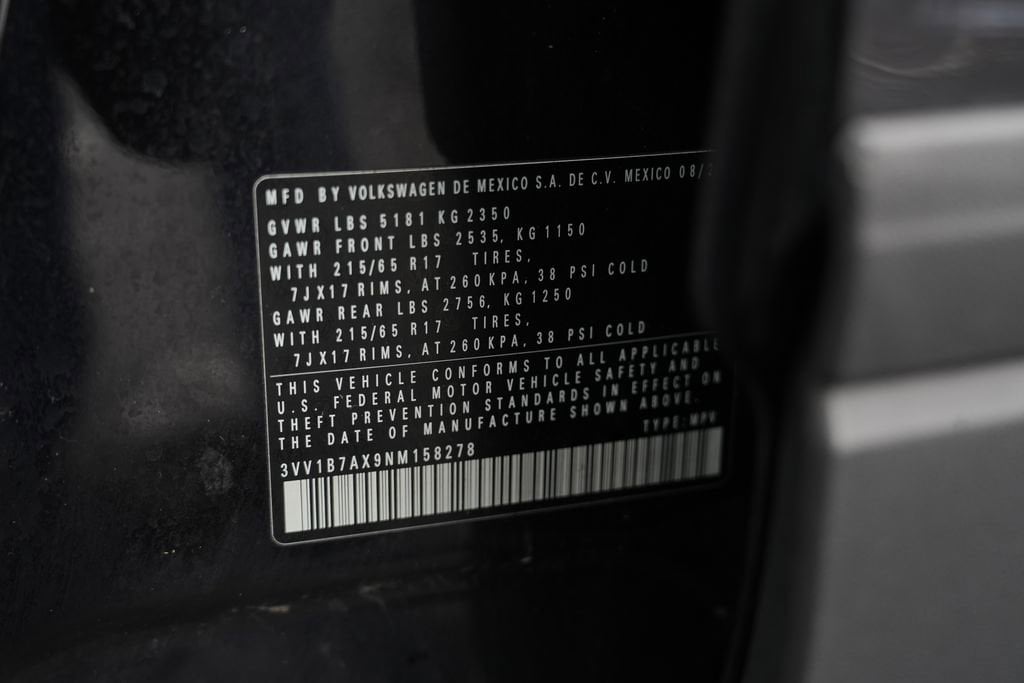 MFD BY VOLKSWAGEN DE MEXICO S.A. DE C.V. MEXICO 08/
GVWR LBS 5181 KG 2350
GAWR FRONT LBS 2535, KG 1150
WITH 215/65 R17 TIRES,
7JX17 RIMS, AT 260 KPA, 38 PSI COLD
GAWR REAR LBS 2756, KG 1250
WITH 215/65 R17 TIRES,
7JX17 RIMS, AT 260 KPA, 38 PSI COLD
THIS VEHICLE CONFORMS TO ALL APPLICABLE
U.S. FEDERAL MOTOR VEHICLE SAFETY AND
THEFT PREVENTION STANDARDS IN EFFECT ON
THE DATE OF MANUFACTURE SHOWN ABOVE.
3VV1B7AX9NM158278 TYPE: MPV